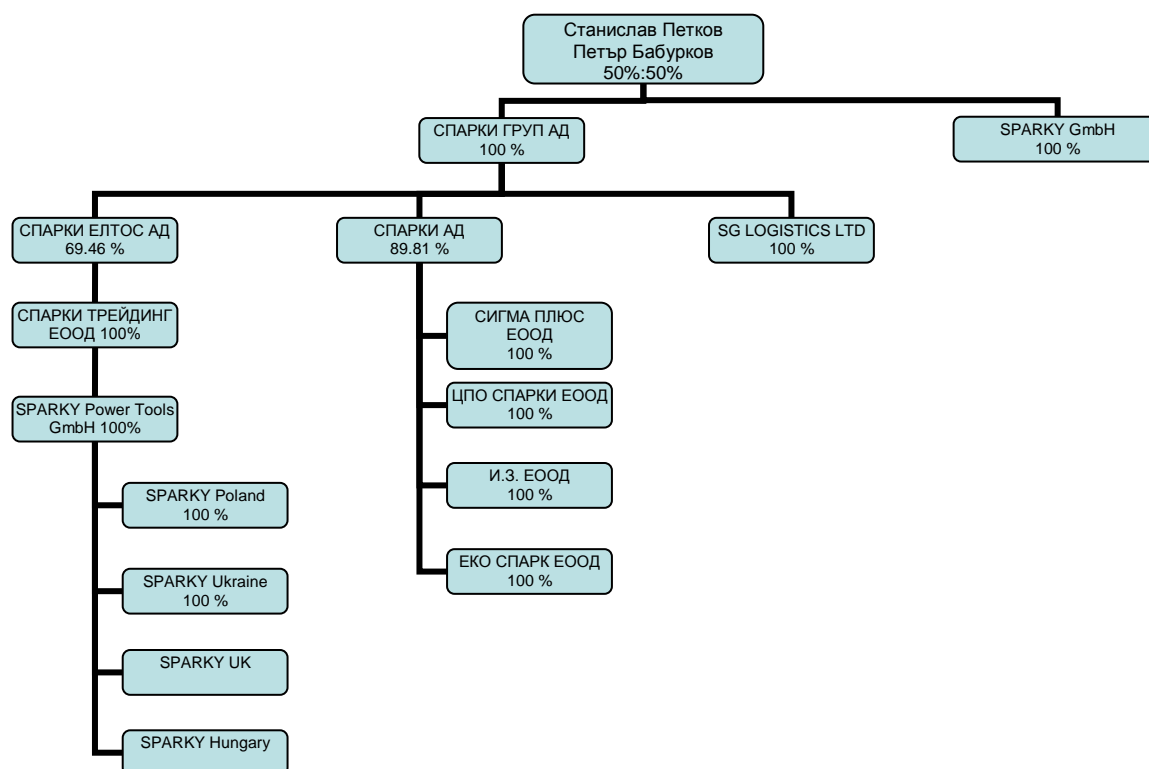 Станислав Петков
Петър Бабурков
50%:50%
СПАРКИ ГРУП АД
100 %
SPARKY GmbH
100 %
СПАРКИ ЕЛТОС АД
69.46 %
СПАРКИ АД
89.81 %
SG LOGISTICS LTD
100 %
СПАРКИ ТРЕЙДИНГ
ЕООД 100%
SPARKY Power Tools
GmbH 100%
SPARKY Poland
100 %
SPARKY Ukraine
100 %
SPARKY UK
SPARKY Hungary
СИГМА ПЛЮС
ЕООД
100 %
ЦПО СПАРКИ ЕООД
100 %
И.З. ЕООД
100 %
ЕКО СПАРК ЕООД
100 %